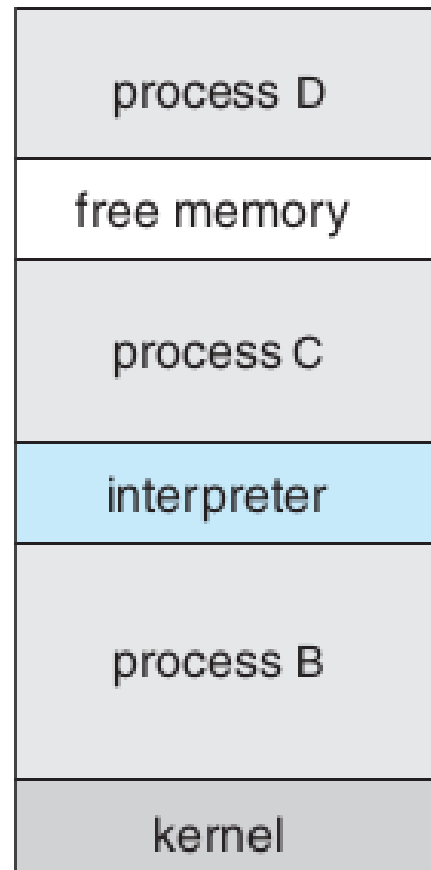 process D
free memory
process C
interpreter
process B
kernel